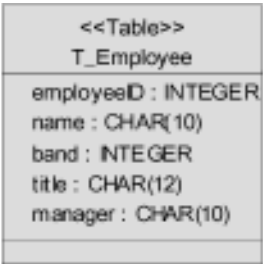 <<Table>>
T_Employee
employeeID : INTEGER
name : CHAR(10)
band : INTEGER
title : CHAR(12)
manager : CHAR(10)